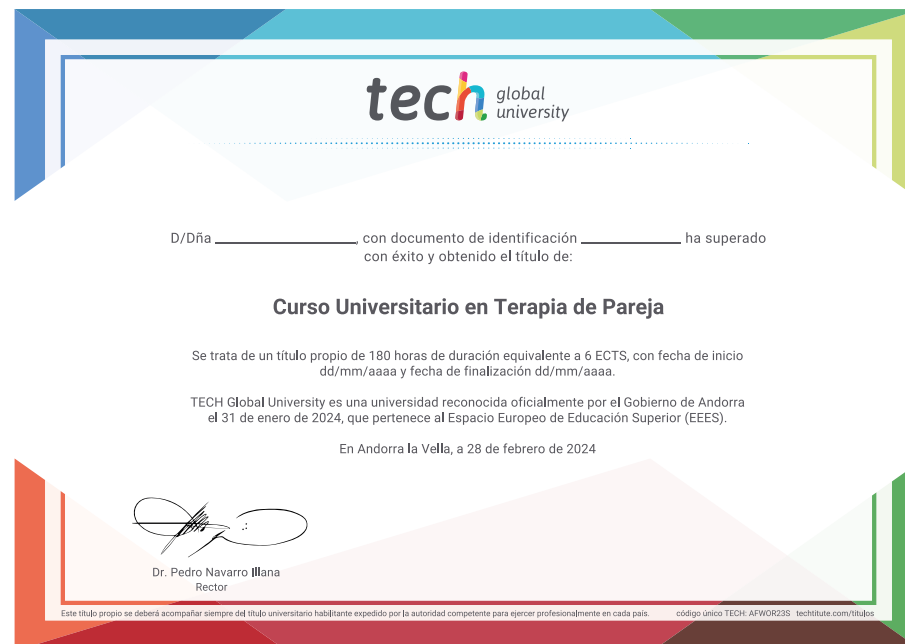 tech global university
D/Dña ____________________, con documento de identificación ______________ ha superado
con éxito y obtenido el título de:
Curso Universitario en Terapia de Pareja
Se trata de un título propio de 180 horas de duración equivalente a 6 ECTS, con fecha de inicio
dd/mm/aaaa y fecha de finalización dd/mm/aaaa.
TECH Global University es una universidad reconocida oficialmente por el Gobierno de Andorra
el 31 de enero de 2024, que pertenece al Espacio Europeo de Educación Superior (EEES).
En Andorra la Vella, a 28 de febrero de 2024
Dr. Pedro Navarro Illana
Rector
Este título propio se deberá acompañar siempre del título universitario habilitante expedido por la autoridad competente para ejercer profesionalmente en cada país. código único TECH: AFWOR23S techtitute.com/titulos